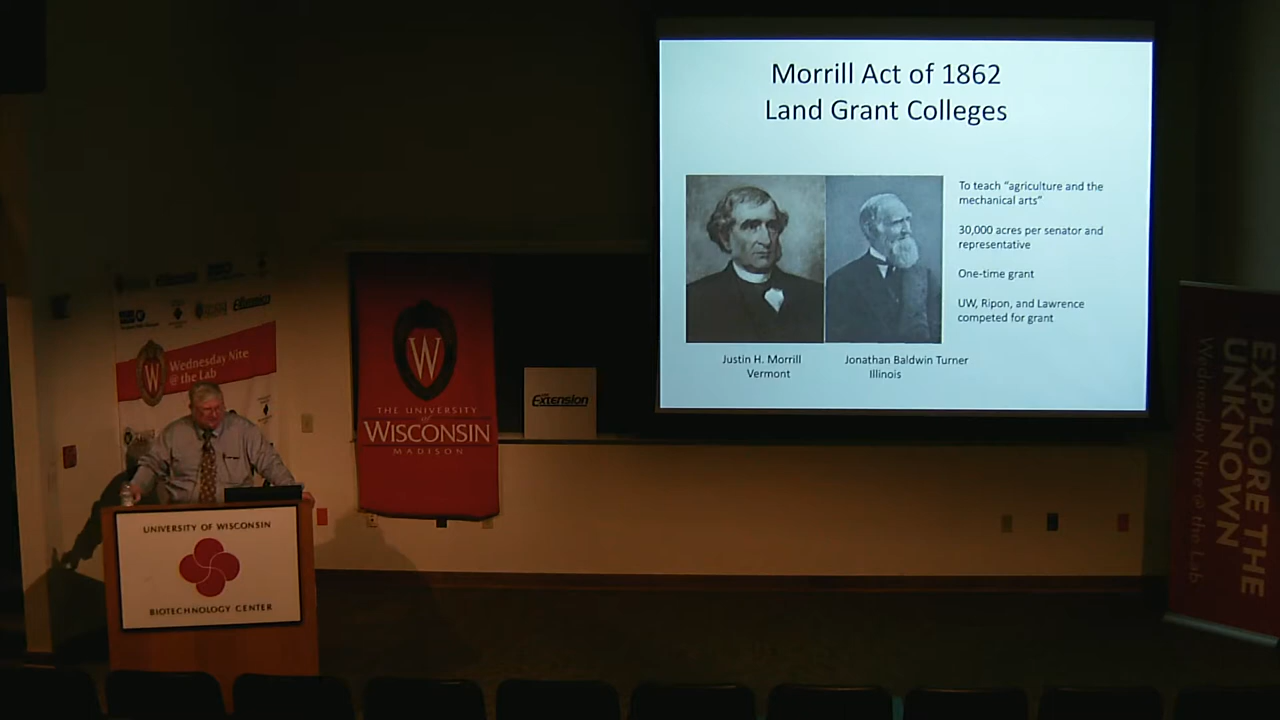 Morrill Act of 1862
Land Grant Colleges
To teach “agriculture and the
mechanical arts”
30,000 acres per senator and
representative
One-time grant
UW, Ripon, and Lawrence
competed for grant
Justin H. Morrill
Vermont
Jonathan Baldwin Turner
Illinois
Wednesday Nite
@ the Lab
W
W
THE UNIVERSITY
of
WISCONSIN
MADISON
Extension
Extension
UNIVERSITY OF WISCONSIN
BIOTECHNOLOGY CENTER
EXPLORE THE
UNKNOWN
Wednesday Nite @ the Lab